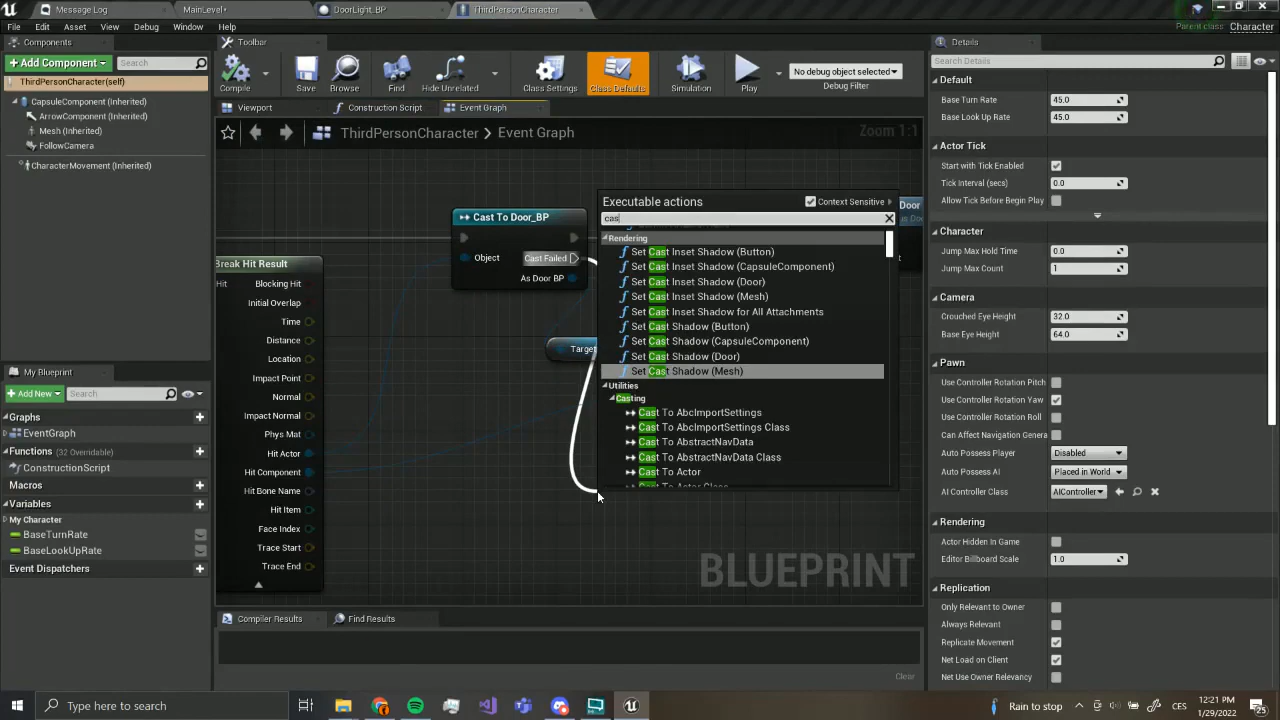 Message Log
MainLevel*
DoorLight_BP
ThirdPersonCharacter
File Edit Asset View Debug Window Help
Parent class: Character
Components
Toolbar
Details
+ Add Component
Search
Compile
Save
Browse
Find
Hide Unrelated
Class Settings
Class Defaults
Simulation
Play
No debug object selected
Debug Filter
Search Details
ThirdPersonCharacter(self)
CapsuleComponent (Inherited)
ArrowComponent (Inherited)
Mesh (Inherited)
FollowCamera
CharacterMovement (Inherited)
Viewport
Construction Script
Event Graph
ThirdPersonCharacter > Event Graph
Zoom 1:1
Cast To Door_BP
Object
Cast Failed
As Door BP
Target
Door
Break Hit Result
Hit
Blocking Hit
Initial Overlap
Time
Distance
Location
Impact Point
Normal
Impact Normal
Phys Mat
Hit Actor
Hit Component
Hit Bone Name
Hit Item
Face Index
Trace Start
Trace End
Executable actions
Context Sensitive
cas
Rendering
Set Cast Inset Shadow (Button)
Set Cast Inset Shadow (CapsuleComponent)
Set Cast Inset Shadow (Door)
Set Cast Inset Shadow (Mesh)
Set Cast Inset Shadow for All Attachments
Set Cast Shadow (Button)
Set Cast Shadow (CapsuleComponent)
Set Cast Shadow (Door)
Set Cast Shadow (Mesh)
Utilities
Casting
Cast To AbcImportSettings
Cast To AbcImportSettings Class
Cast To AbstractNavData
Cast To AbstractNavData Class
Cast To Actor
Cast To Actor Class
BLUEPRINT
My Blueprint
+ Add New
Search
Graphs
EventGraph
Functions (32 Overridable)
ConstructionScript
Macros
Variables
My Character
BaseTurnRate
BaseLookUpRate
Event Dispatchers
Compiler Results
Find Results
Clear
Default
Base Turn Rate 45.0
Base Look Up Rate 45.0
Actor Tick
Start with Tick Enabled
Tick Interval (secs) 0.0
Allow Tick Before Begin Play
Character
Jump Max Hold Time 0.0
Jump Max Count 1
Camera
Crouched Eye Height 32.0
Base Eye Height 64.0
Pawn
Use Controller Rotation Pitch
Use Controller Rotation Yaw
Use Controller Rotation Roll
Can Affect Navigation Genera
Auto Possess Player Disabled
Auto Possess AI Placed in World
AI Controller Class AIController
Rendering
Actor Hidden In Game
Editor Billboard Scale 1.0
Replication
Only Relevant to Owner
Always Relevant
Replicate Movement
Net Load on Client
Net Use Owner Relevancy
Type here to search
Rain to stop
CES
12:21 PM
1/29/2022
25